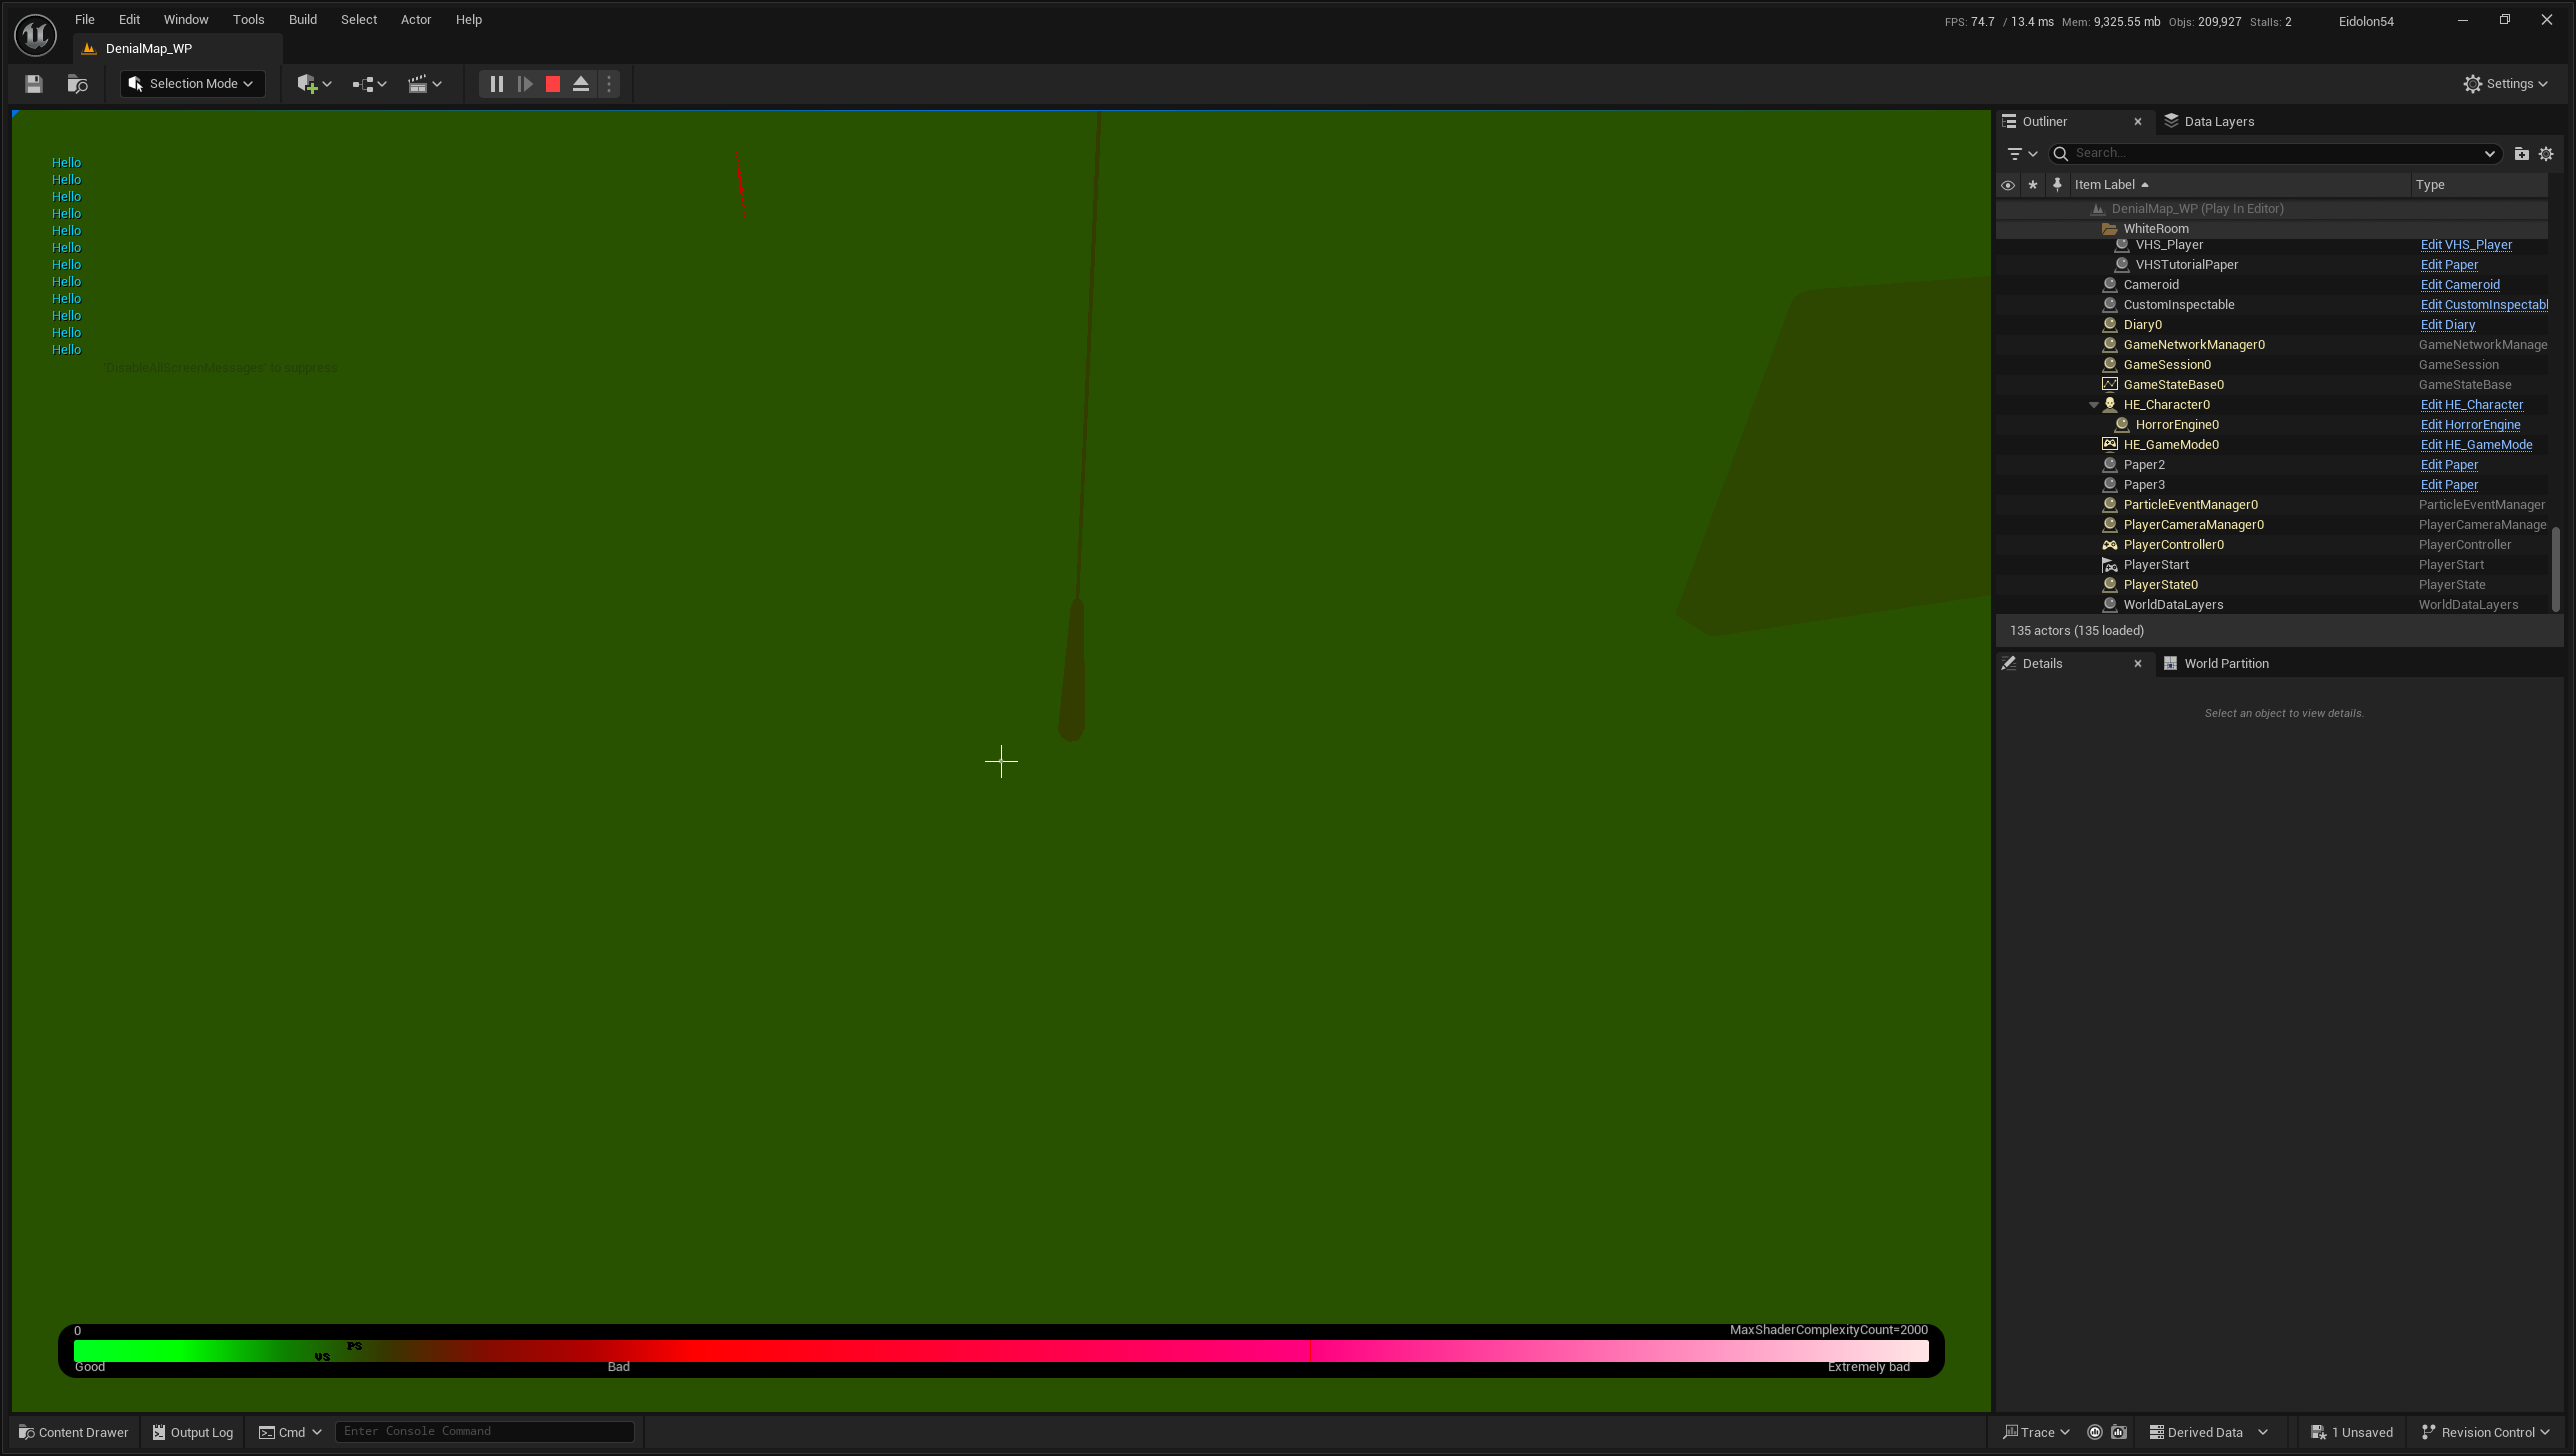 File Edit Window Tools Build Select Actor Help
FPS: 74.7 / 13.4 ms Mem: 9,325.55 mb Objs: 209,927 Stalls: 2 Eidolon54
DenialMap_WP
Selection Mode
Settings
Hello
Hello
Hello
Hello
Hello
Hello
Hello
Hello
Hello
Hello
Hello
Hello
'DisableAllScreenMessages' to suppress
Outliner
Data Layers
Search...
Item Label
Type
DenialMap_WP (Play In Editor)
WhiteRoom
VHS_Player Edit VHS_Player
VHSTutorialPaper Edit Paper
Cameroid Edit Cameroid
CustomInspectable Edit CustomInspectabl
Diary0 Edit Diary
GameNetworkManager0 GameNetworkManage
GameSession0 GameSession
GameStateBase0 GameStateBase
HE_Character0 Edit HE_Character
HorrorEngine0 Edit HorrorEngine
HE_GameMode0 Edit HE_GameMode
Paper2 Edit Paper
Paper3 Edit Paper
ParticleEventManager0 ParticleEventManager
PlayerCameraManager0 PlayerCameraManage
PlayerController0 PlayerController
PlayerStart PlayerStart
PlayerState0 PlayerState
WorldDataLayers WorldDataLayers
135 actors (135 loaded)
Details
World Partition
Select an object to view details.
0
MaxShaderComplexityCount=2000
PS
VS
Good
Bad
Extremely bad
Content Drawer
Output Log
Cmd
Enter Console Command
Trace
Derived Data
1 Unsaved
Revision Control